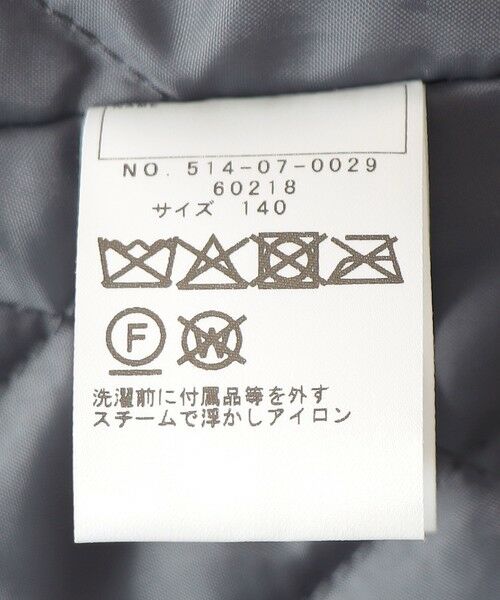 NO. 514-07-0029
60218
サイズ 140
F W
洗濯前に付属品等を外す
スチームで浮かしアイロン